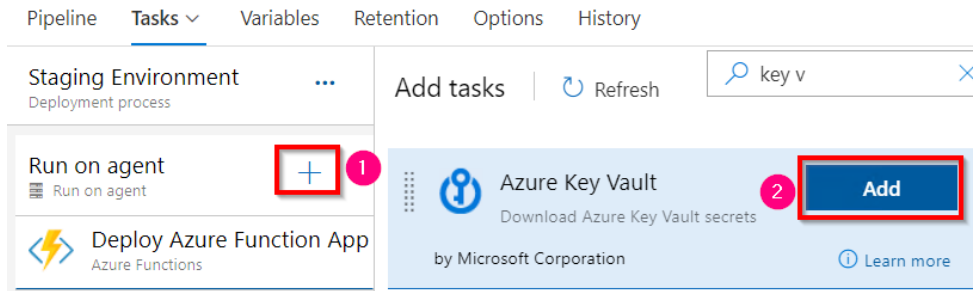 Pipeline Tasks Variables Retention Options History
Staging Environment ...
Deployment process
Add tasks Refresh key v
Run on agent
Run on agent
1
Azure Key Vault
Download Azure Key Vault secrets
2
Add
Deploy Azure Function App
Azure Functions
by Microsoft Corporation Learn more